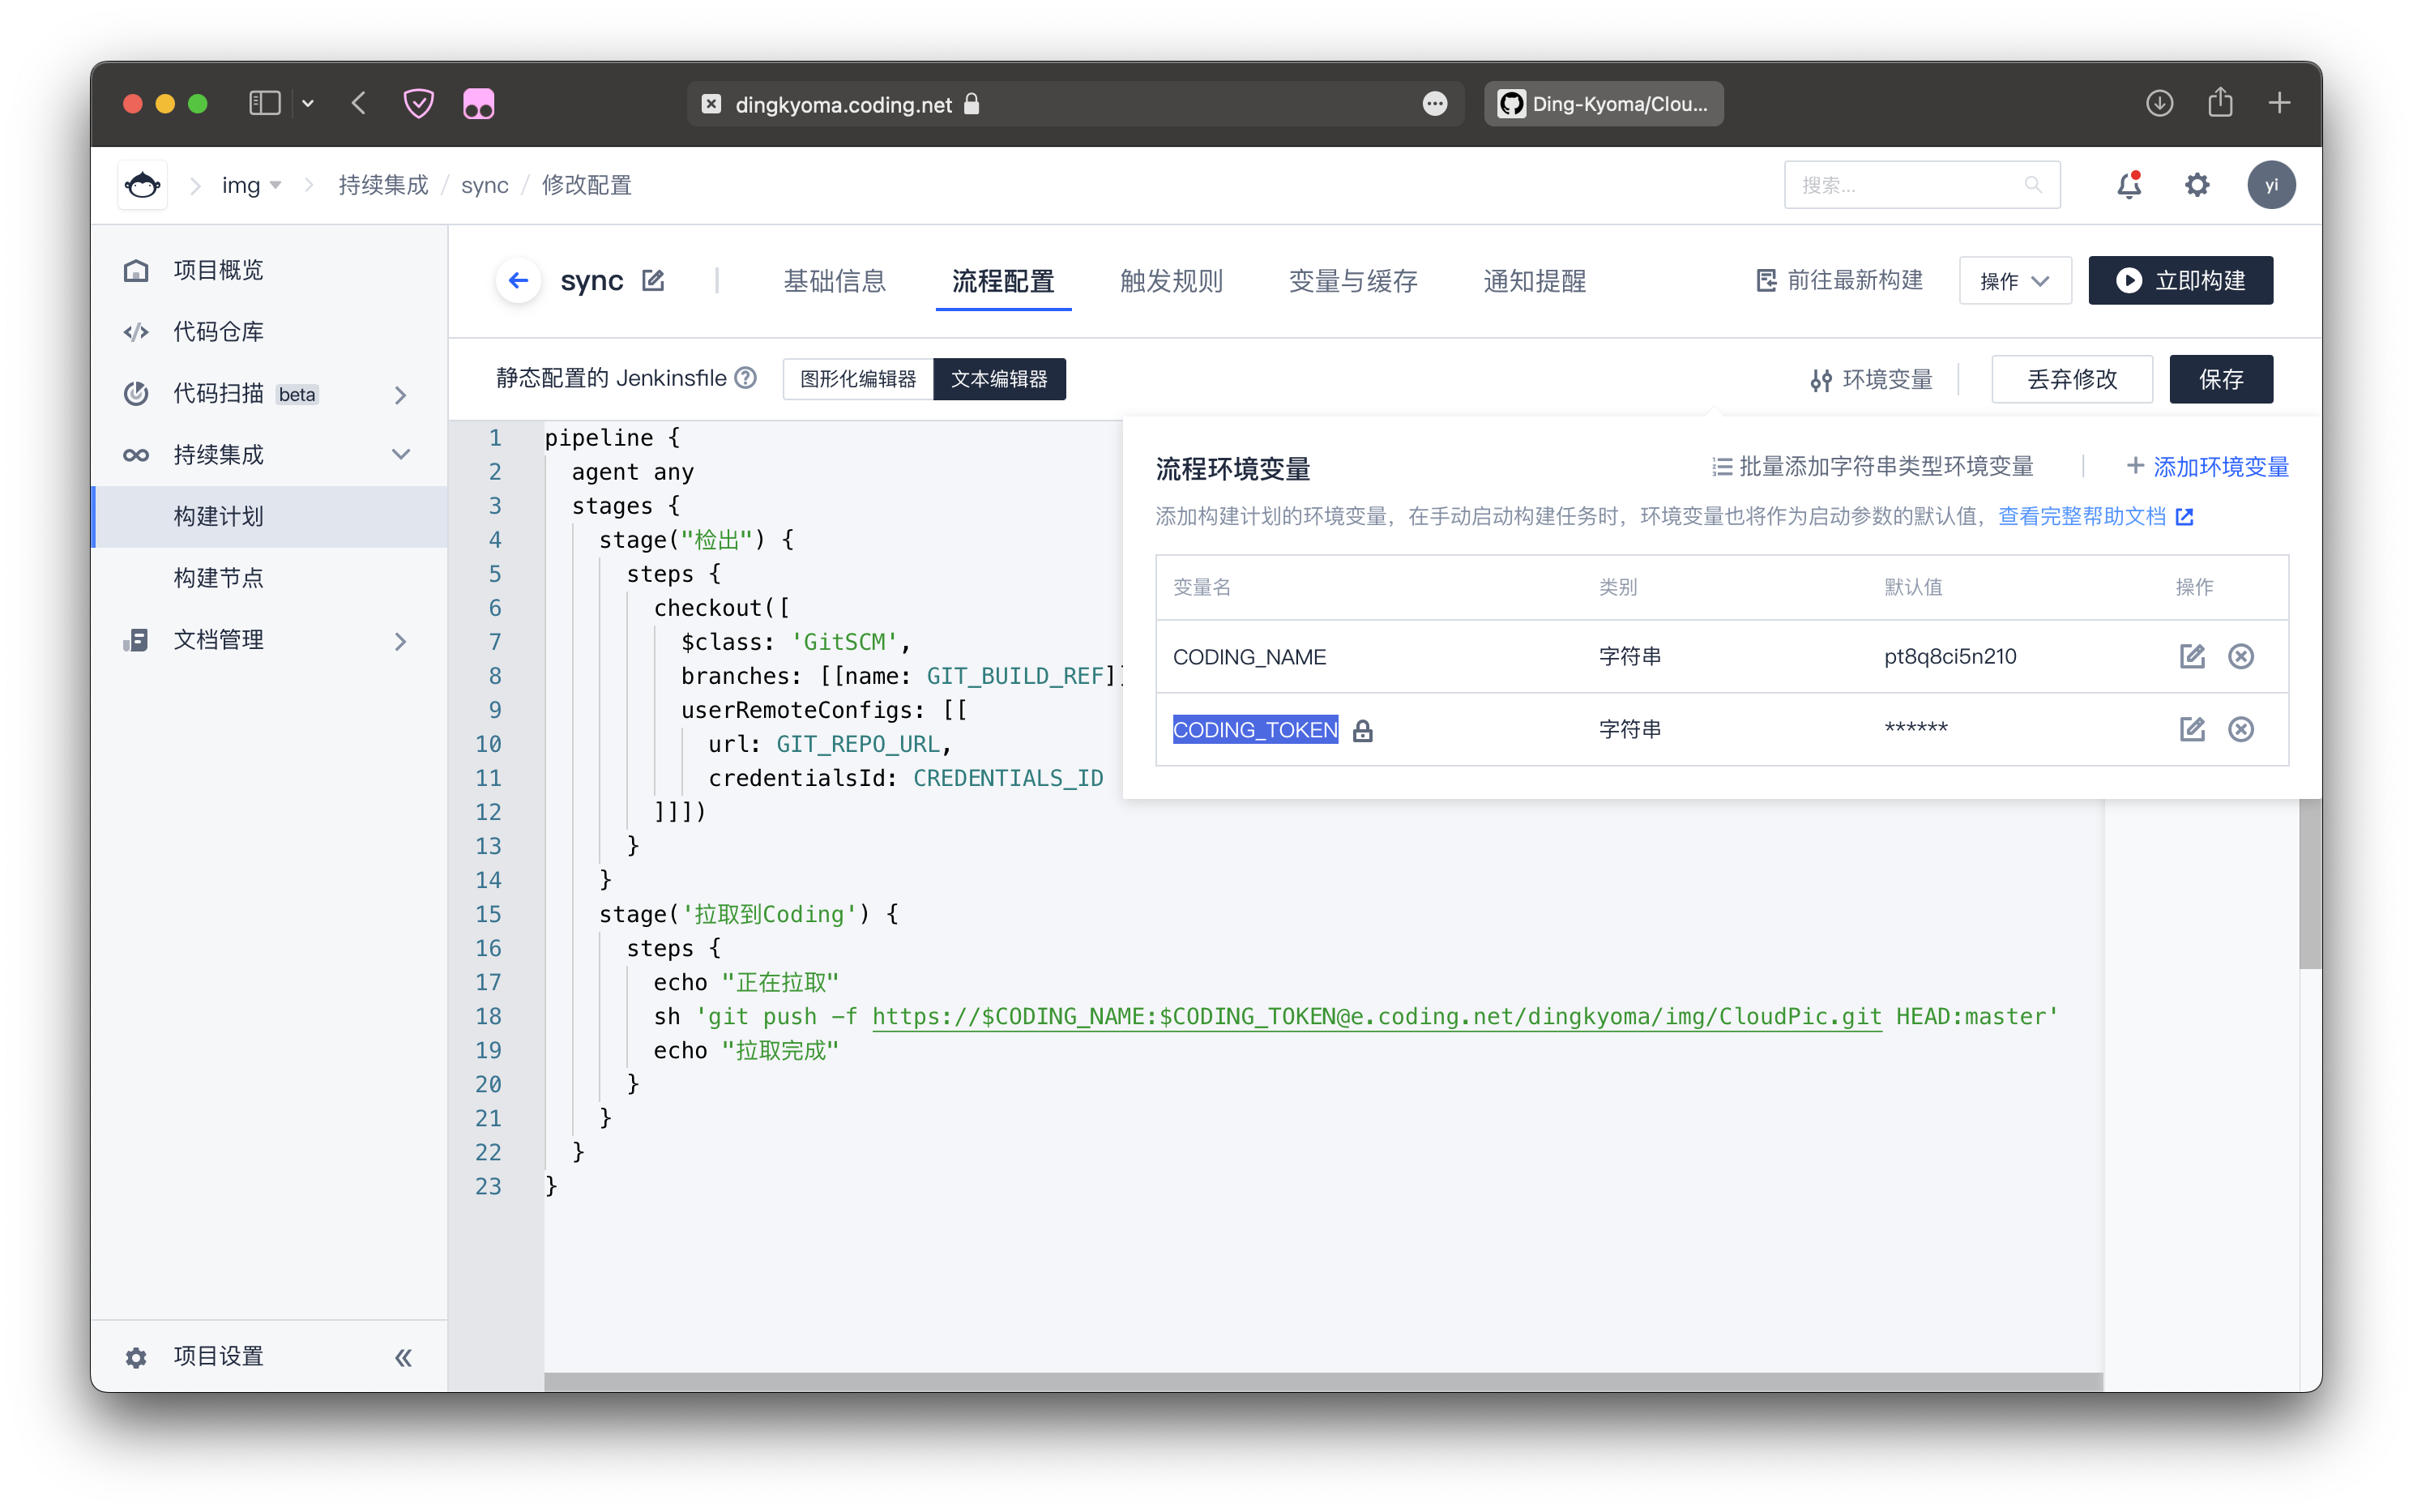 dingkyoma.coding.net
Ding-Kyoma/Clou...
img
持续集成 / sync / 修改配置
搜索...
yi
项目概览
代码仓库
代码扫描 beta
持续集成
构建计划
构建节点
文档管理
项目设置
sync
基础信息
流程配置
触发规则
变量与缓存
通知提醒
前往最新构建
操作
立即构建
静态配置的 Jenkinsfile
图形化编辑器
文本编辑器
环境变量
丢弃修改
保存
流程环境变量
批量添加字符串类型环境变量
+ 添加环境变量
添加构建计划的环境变量，在手动启动构建任务时，环境变量也将作为启动参数的默认值，查看完整帮助文档
变量名 类别 默认值 操作
CODING_NAME 字符串 pt8q8ci5n210
CODING_TOKEN 字符串 ******
1 pipeline {
2 agent any
3 stages {
4 stage("检出") {
5 steps {
6 checkout([
7 $class: 'GitSCM',
8 branches: [[name: GIT_BUILD_REF]]
9 userRemoteConfigs: [[
10 url: GIT_REPO_URL,
11 credentialsId: CREDENTIALS_ID
12 ]]])
13 }
14 }
15 stage('拉取到Coding') {
16 steps {
17 echo "正在拉取"
18 sh 'git push -f https://$CODING_NAME:$CODING_TOKEN@e.coding.net/dingkyoma/img/CloudPic.git HEAD:master'
19 echo "拉取完成"
20 }
21 }
22 }
23 }